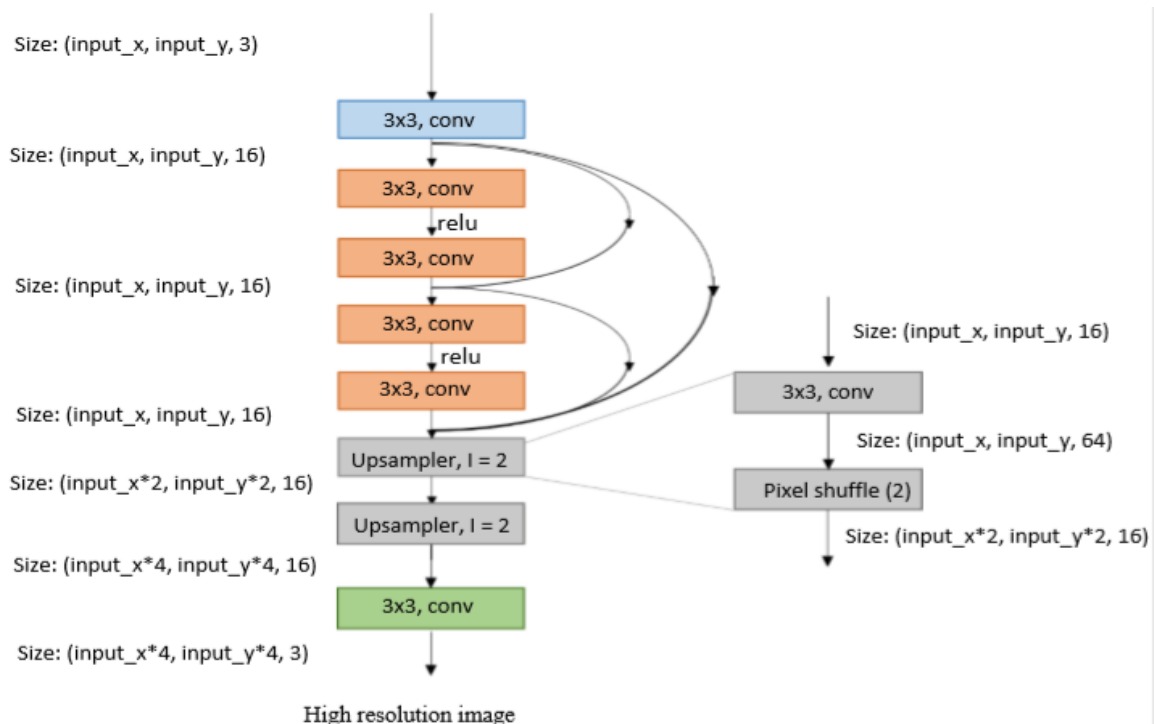 Size: (input_x, input_y, 3)
3x3, conv
Size: (input_x, input_y, 16)
3x3, conv
relu
3x3, conv
Size: (input_x, input_y, 16)
3x3, conv
relu
3x3, conv
Size: (input_x, input_y, 16)
Upsampler, I = 2
Size: (input_x*2, input_y*2, 16)
Upsampler, I = 2
Size: (input_x*4, input_y*4, 16)
3x3, conv
Size: (input_x*4, input_y*4, 3)
High resolution image
Size: (input_x, input_y, 16)
3x3, conv
Size: (input_x, input_y, 64)
Pixel shuffle (2)
Size: (input_x*2, input_y*2, 16)